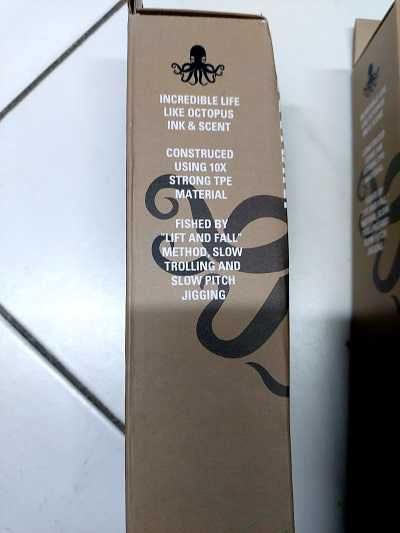 INCREDIBLE LIFE
LIKE OCTOPUS
INK & SCENT
CONSTRUCED
USING 10X
STRONG TPE
MATERIAL
FISHED BY
"LIFT AND FALL"
METHOD, SLOW
TROLLING AND
SLOW PITCH
JIGGING